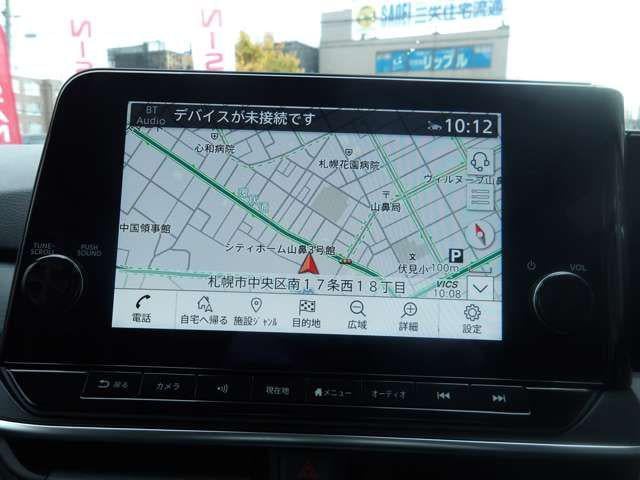 SANEI 三栄住宅流通
リップル
BT
Audio
デバイスが未接続です
10:12
心和病院
札幌花園病院
ヴィルヌーブ山鼻
山鼻局
中国領事館
シティホーム山鼻3号館
伏見小
P
100m
札幌市中央区南17条西18丁目
VICS
10:08
電話
自宅へ帰る
施設ジャンル
目的地
広域
詳細
設定
TUNE·
SCROLL
PUSH
SOUND
VOL
戻る
カメラ
現在地
メニュー
オーディオ